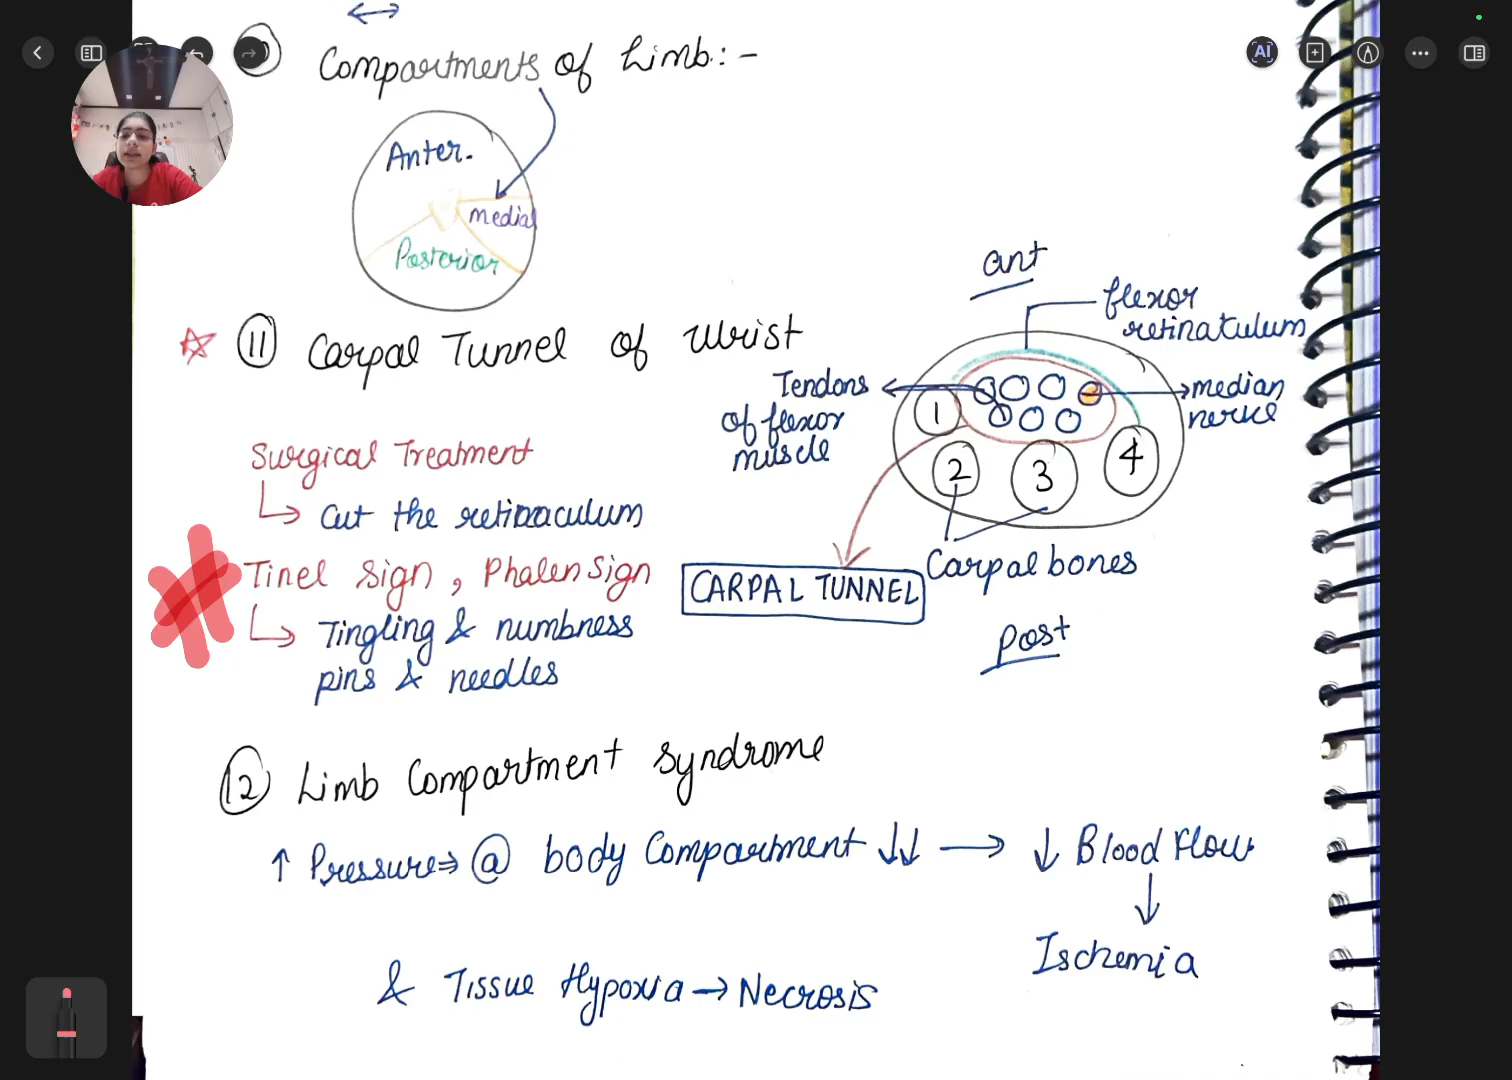 AI
Compartments of Limb:-
Anter.
medial
Posterior
ant
flexor
retinatulum
⑪ Carpal Tunnel of Wrist
Tendons
of flexor
muscle
median
nerve
1
2
3
4
Surgical Treatment
↳ Cut the retinaculum
Tinel Sign, Phalen Sign
↳ Tingling & numbness
pins & needles
CARPAL TUNNEL
Carpal bones
Post
⑫ Limb Compartment Syndrome
↑ Pressure ⇒ @ body Compartment ↓↓ → ↓ Blood Flow
↓
Ischemia
& Tissue Hypoxia → Necrosis